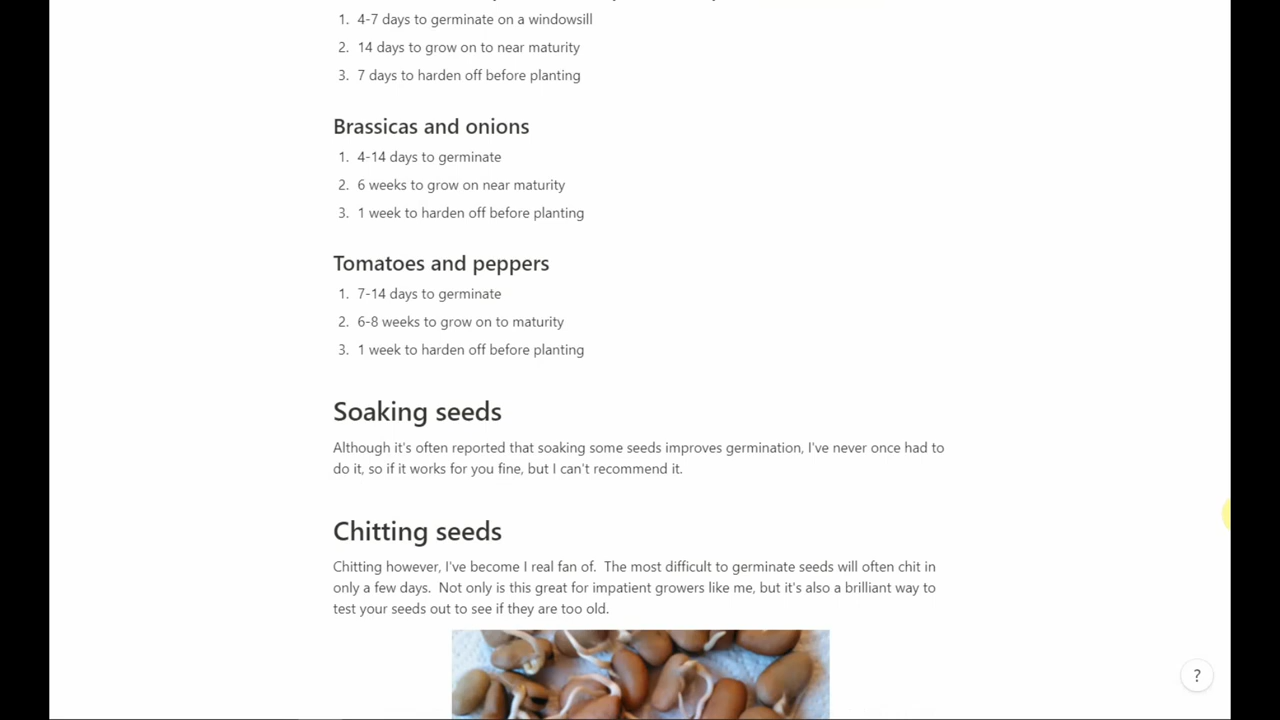 1. 4-7 days to germinate on a windowsill
2. 14 days to grow on to near maturity
3. 7 days to harden off before planting
Brassicas and onions
1. 4-14 days to germinate
2. 6 weeks to grow on near maturity
3. 1 week to harden off before planting
Tomatoes and peppers
1. 7-14 days to germinate
2. 6-8 weeks to grow on to maturity
3. 1 week to harden off before planting
Soaking seeds
Although it's often reported that soaking some seeds improves germination, I've never once had to
do it, so if it works for you fine, but I can't recommend it.
Chitting seeds
Chitting however, I've become I real fan of.  The most difficult to germinate seeds will often chit in
only a few days.  Not only is this great for impatient growers like me, but it's also a brilliant way to
test your seeds out to see if they are too old.
?